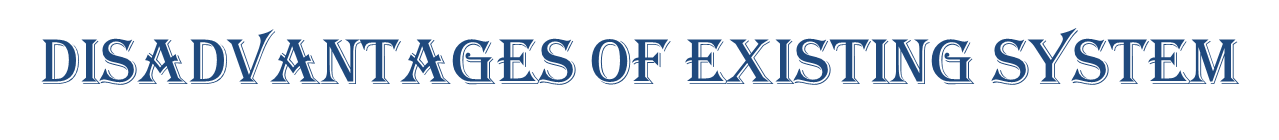 DISADVANTAGES OF EXISTING SYSTEM